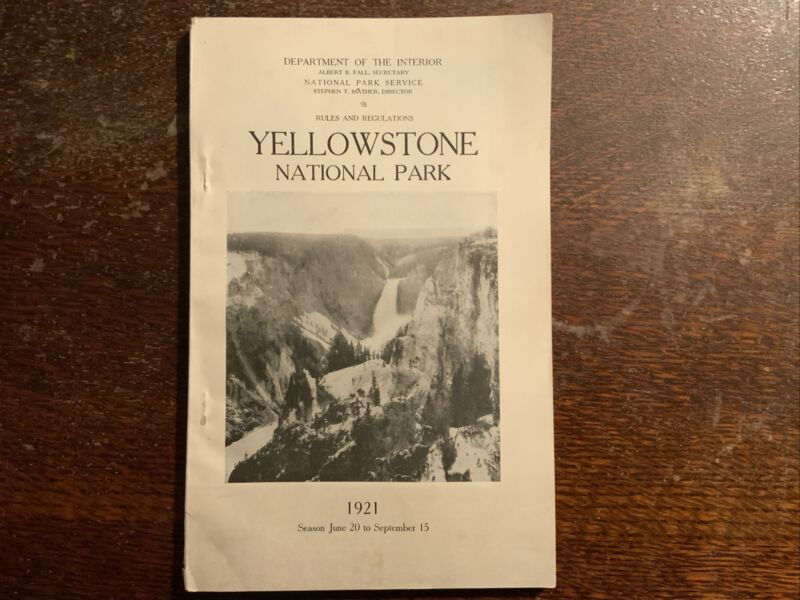 DEPARTMENT OF THE INTERIOR
ALBERT B. FALL, SECRETARY
NATIONAL PARK SERVICE
STEPHEN T. MATHER, DIRECTOR
RULES AND REGULATIONS
YELLOWSTONE
NATIONAL PARK
1921
Season June 20 to September 15